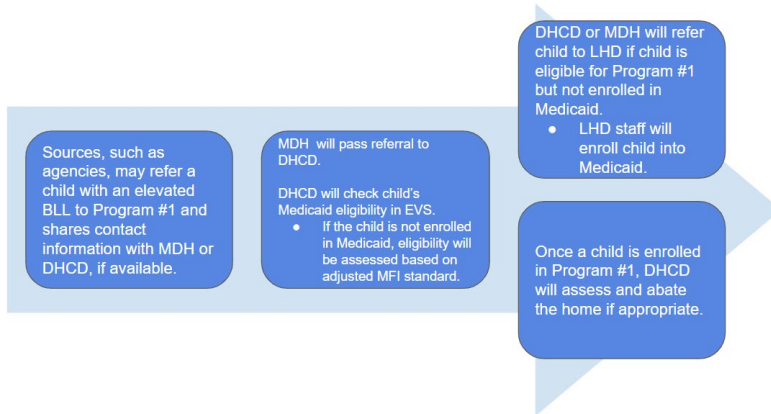 Sources, such as
agencies, may refer a
child with an elevated
BLL to Program #1 and
shares contact
information with MDH or
DHCD, if available.
MDH will pass referral to
DHCD.
DHCD will check child's
Medicaid eligibility in EVS.
● If the child is not enrolled
in Medicaid, eligibility will
be assessed based on
adjusted MFI standard.
DHCD or MDH will refer
child to LHD if child is
eligible for Program #1
but not enrolled in
Medicaid.
● LHD staff will
enroll child into
Medicaid.
Once a child is enrolled
in Program #1, DHCD
will assess and abate
the home if appropriate.